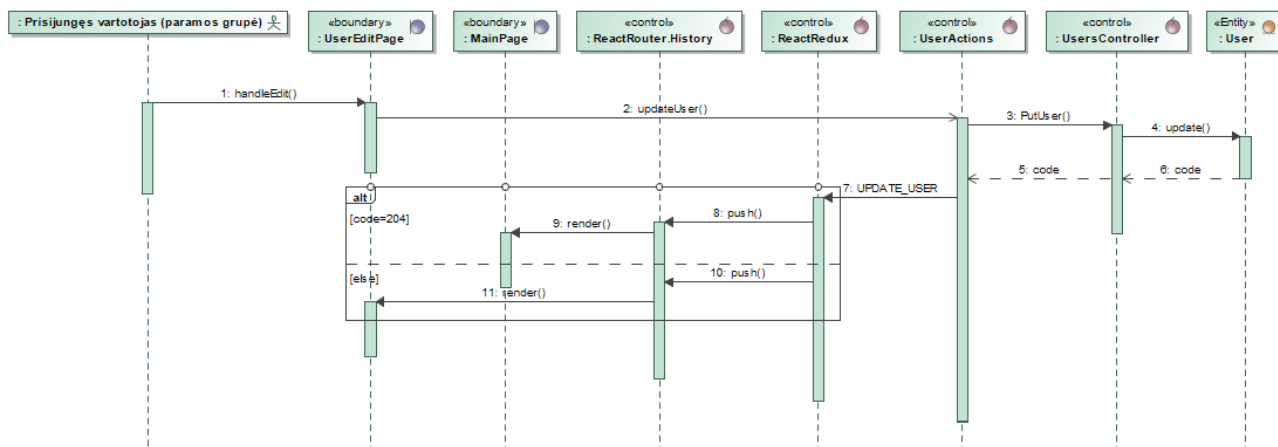 : Prisijungęs vartotojas (paramos grupė)
«boundary»
: UserEditPage
«boundary»
: MainPage
«control»
: ReactRouter.History
«control»
: ReactRedux
«control»
: UserActions
«control»
: UsersController
«Entity»
: User
1: handleEdit()
2: updateUser()
3: PutUser()
4: update()
5: code
6: code
7: UPDATE_USER
alt
[code=204]
8: push()
9: render()
[else]
10: push()
11: render()